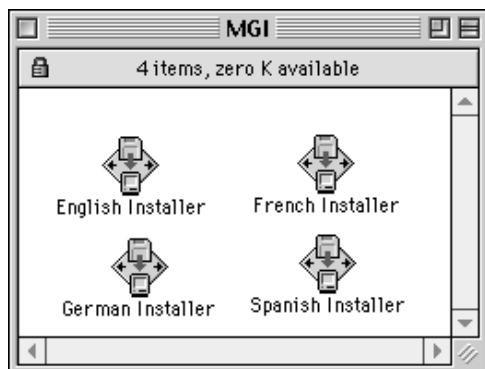 MGI
4 items, zero K available
English Installer
French Installer
German Installer
Spanish Installer